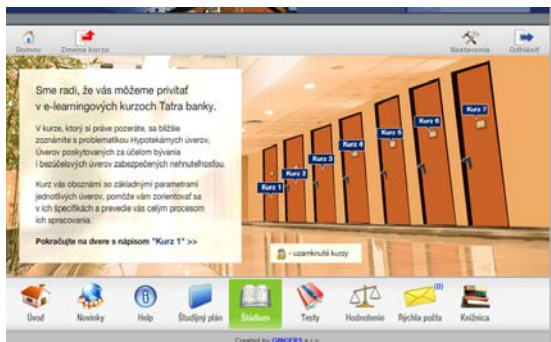 Domov Zmena kurzu Nastavenia Odhlásiť
Sme radi, že vás môžeme privítať
v e-learningových kurzoch Tatra banky.
V kurze, ktorý si práve pozeráte, sa bližšie
zoznámite s problematikou Hypotekárnych úverov,
Úverov poskytovaných za účelom bývania
i bezúčelových úverov zabezpečených nehnuteľnosťou.
Kurz vás oboznámi so základnými parametrami
jednotlivých úverov, pomôže vám zorientovať sa
v ich špecifikách a prevedie vás celým procesom
ich spracovania.
Pokračujte na dvere s nápisom "Kurz 1" >>
Kurz 1
Kurz 2
Kurz 3
Kurz 4
Kurz 5
Kurz 6
Kurz 7
- uzamknuté kurzy
(0)
Úvod Novinky Help Študijný plán Štúdium Testy Hodnotenie Rýchla pošta Knižnica
Created by GINGERS s.r.o.